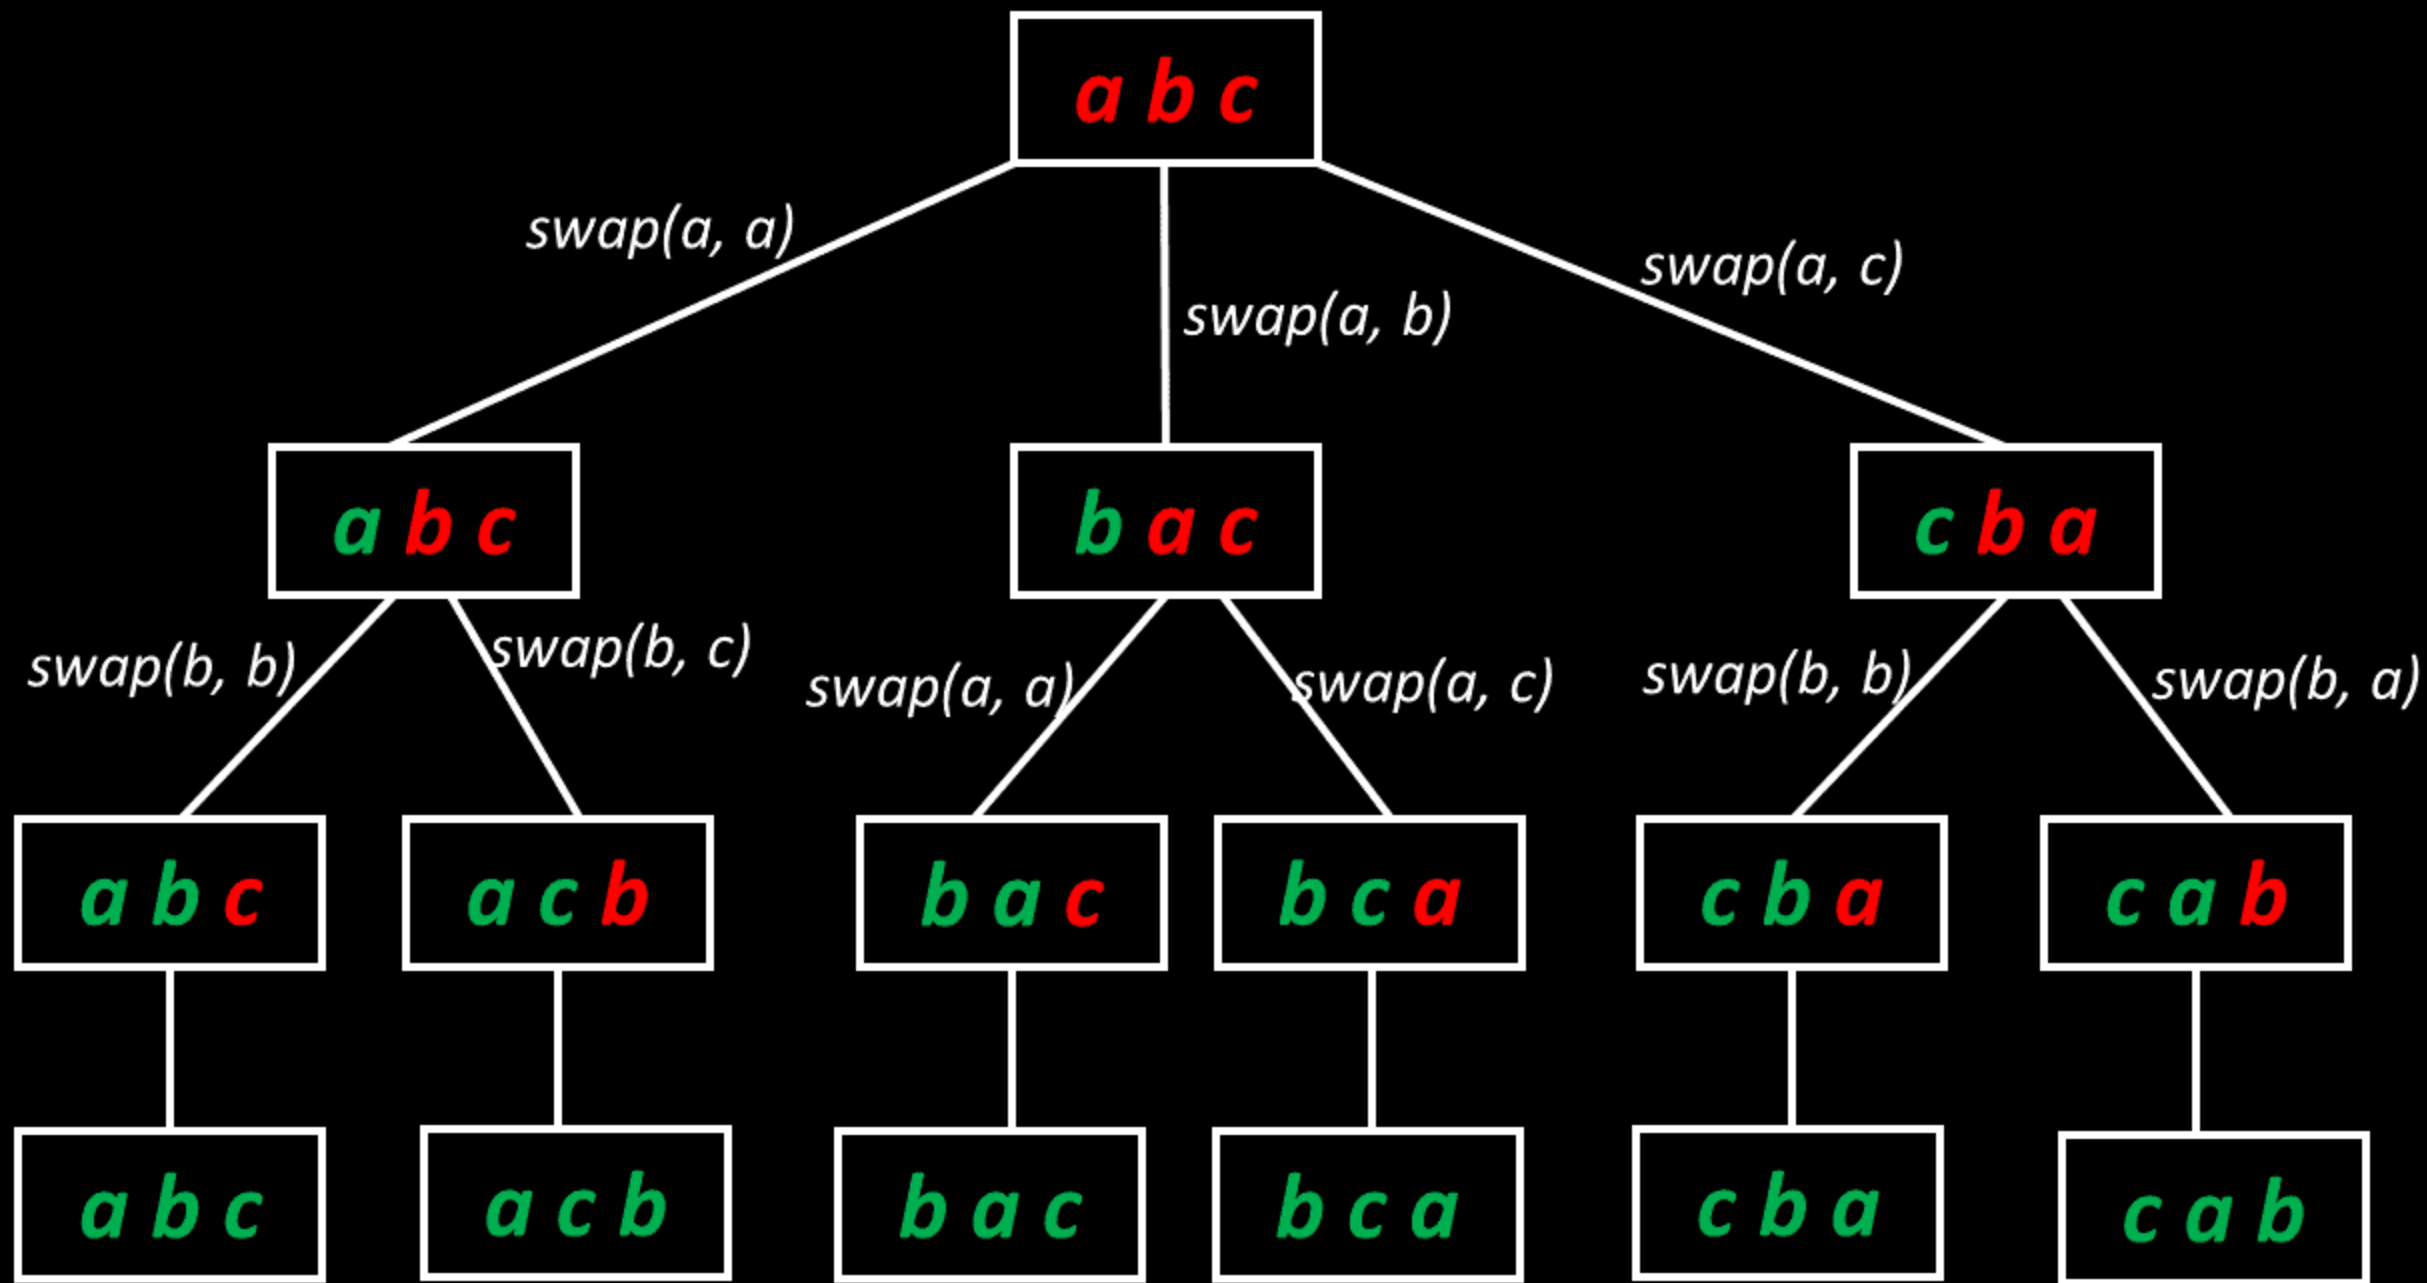 a b c
swap(a, a)
swap(a, c)
swap(a, b)
a b c
b a c
c b a
swap(b, b)
swap(b, c)
swap(a, a)
swap(a, c)
swap(b, b)
swap(b, a)
a b c
a c b
b a c
b c a
c b a
c a b
a b c
a c b
b a c
b c a
c b a
c a b